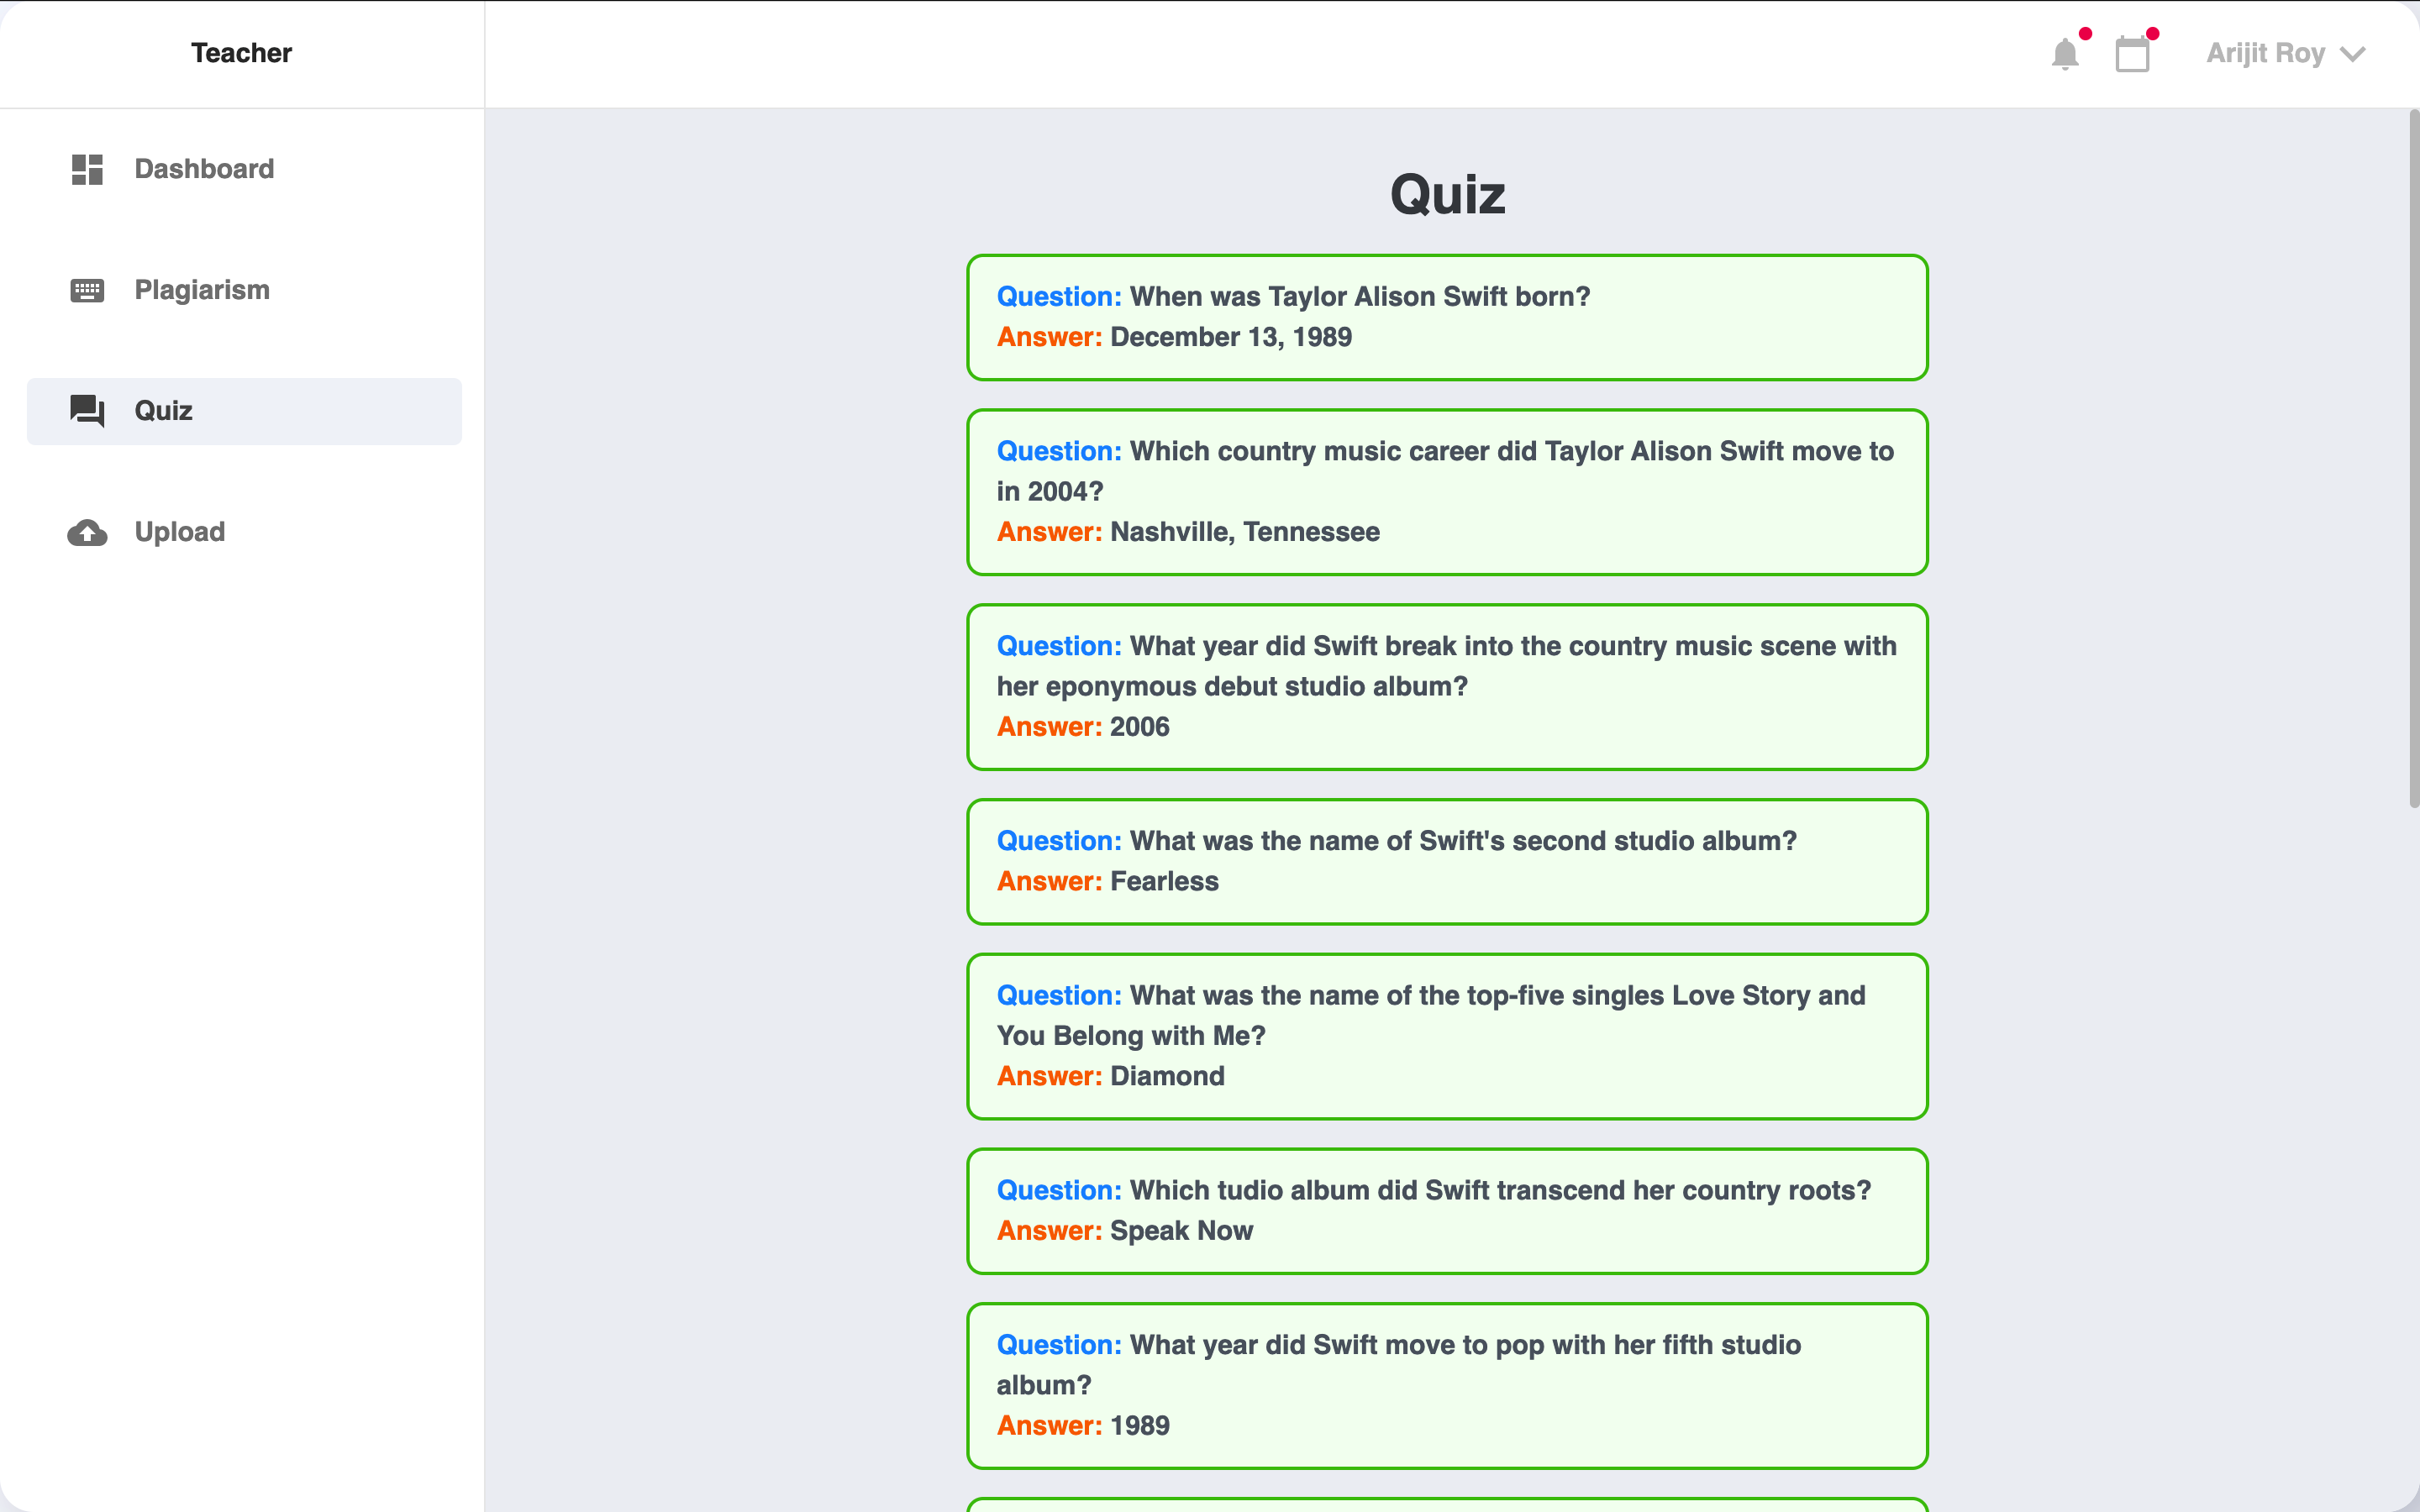 Teacher
Arijit Roy
Dashboard
Plagiarism
Quiz
Upload
Quiz
Question: When was Taylor Alison Swift born?
Answer: December 13, 1989
Question: Which country music career did Taylor Alison Swift move to
in 2004?
Answer: Nashville, Tennessee
Question: What year did Swift break into the country music scene with
her eponymous debut studio album?
Answer: 2006
Question: What was the name of Swift's second studio album?
Answer: Fearless
Question: What was the name of the top-five singles Love Story and
You Belong with Me?
Answer: Diamond
Question: Which tudio album did Swift transcend her country roots?
Answer: Speak Now
Question: What year did Swift move to pop with her fifth studio
album?
Answer: 1989